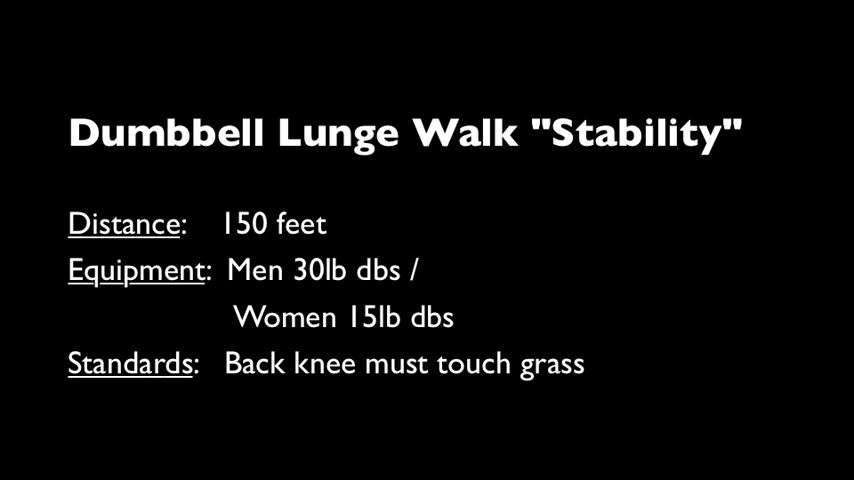 Dumbbell Lunge Walk "Stability"
Distance: 150 feet
Equipment: Men 30lb dbs /
Women 15lb dbs
Standards: Back knee must touch grass